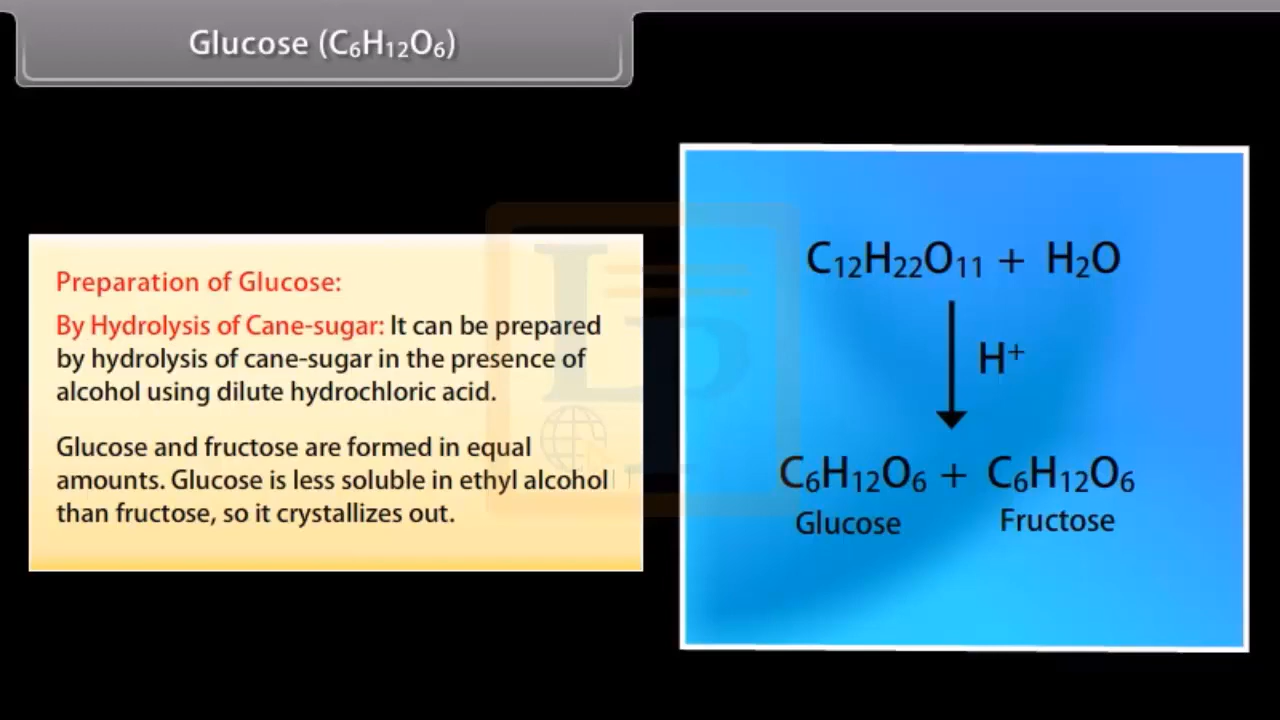 Glucose (C₆H₁₂O₆)
Preparation of Glucose:
By Hydrolysis of Cane-sugar: It can be prepared
by hydrolysis of cane-sugar in the presence of
alcohol using dilute hydrochloric acid.
Glucose and fructose are formed in equal
amounts. Glucose is less soluble in ethyl alcohol
than fructose, so it crystallizes out.
C₁₂H₂₂O₁₁ + H₂O
H⁺
C₆H₁₂O₆ + C₆H₁₂O₆
Glucose Fructose